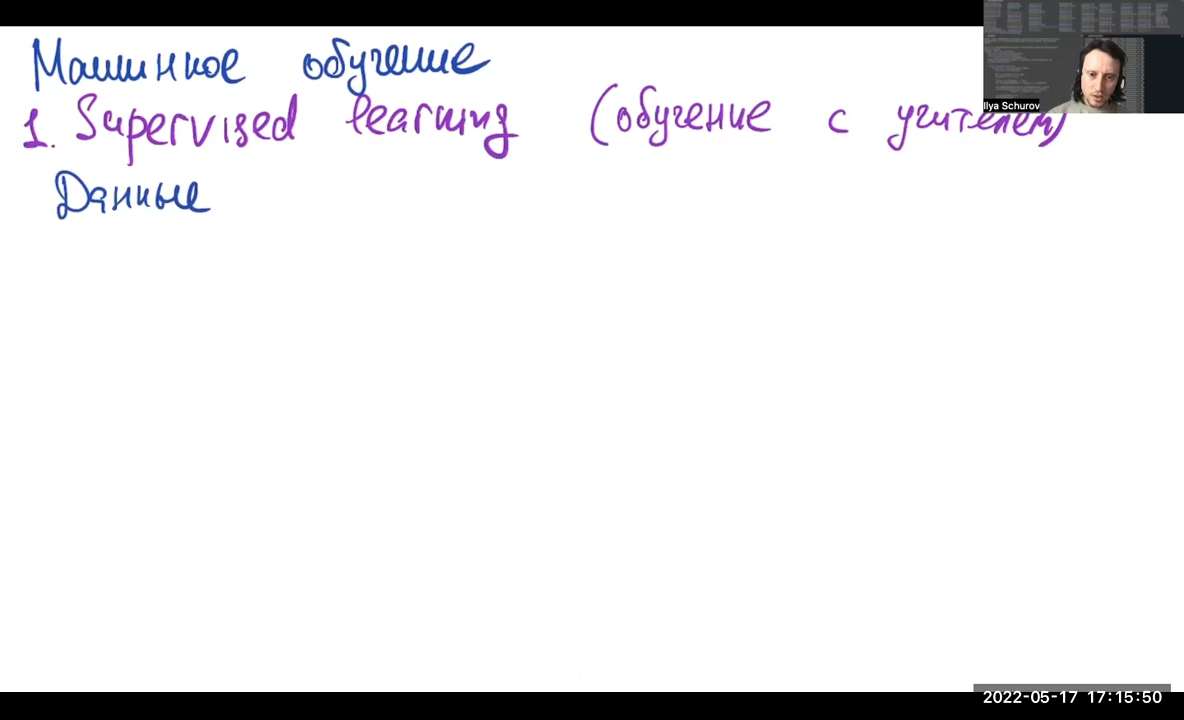 Машинное обучение
1. Supervised learning (обучение с учителем)
Данные
Ilya Schurov
2022-05-17 17:15:50